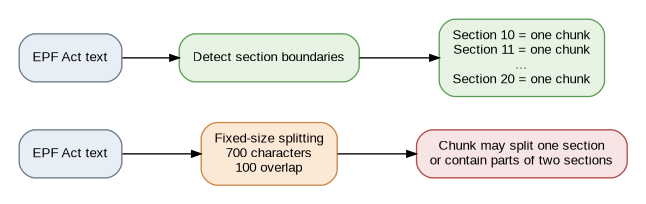 EPF Act text
Detect section boundaries
Section 10 = one chunk
Section 11 = one chunk
...
Section 20 = one chunk
EPF Act text
Fixed-size splitting
700 characters
100 overlap
Chunk may split one section
or contain parts of two sections